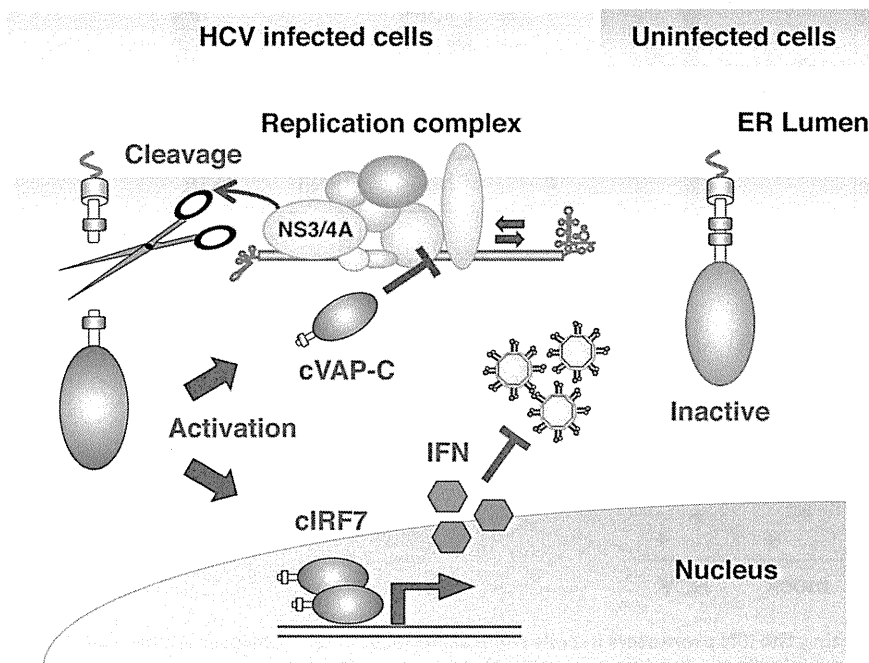 HCV infected cells
Uninfected cells
Replication complex
ER Lumen
Cleavage
NS3/4A
cVAP-C
Inactive
Activation
IFN
cIRF7
Nucleus